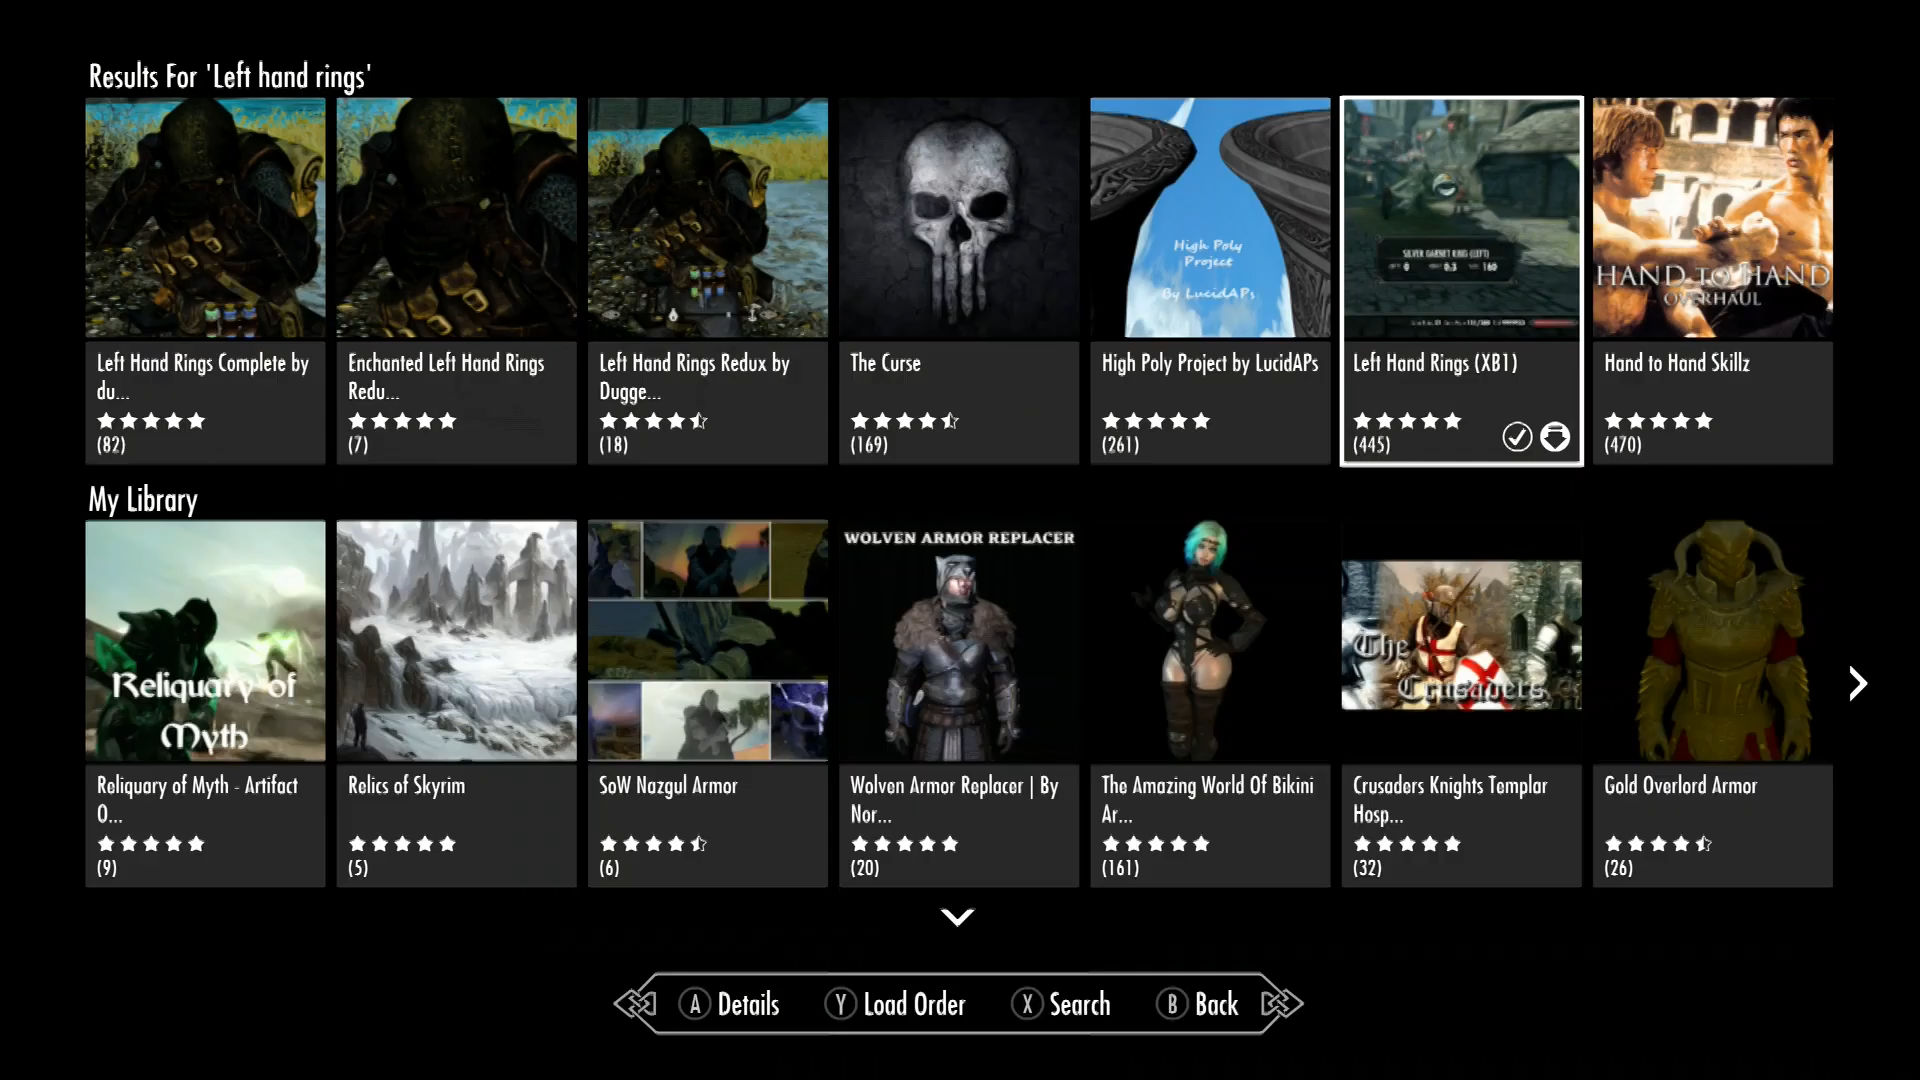 Results For 'Left hand rings'
High Poly
Project
By LucidAPs
SILVER GARNET RING (LEFT)
HAND TO HAND
OVERHAUL
Left Hand Rings Complete by
du...
(82)
Enchanted Left Hand Rings
Redu...
(7)
Left Hand Rings Redux by
Dugge...
(18)
The Curse
(169)
High Poly Project by LucidAPs
(261)
Left Hand Rings (XB1)
(445)
Hand to Hand Skillz
(470)
My Library
Reliquary of
Myth
WOLVEN ARMOR REPLACER
The
Crusaders
Reliquary of Myth - Artifact
O...
(9)
Relics of Skyrim
(5)
SoW Nazgul Armor
(6)
Wolven Armor Replacer | By
Nor...
(20)
The Amazing World Of Bikini
Ar...
(161)
Crusaders Knights Templar
Hosp...
(32)
Gold Overlord Armor
(26)
A Details Y Load Order X Search B Back